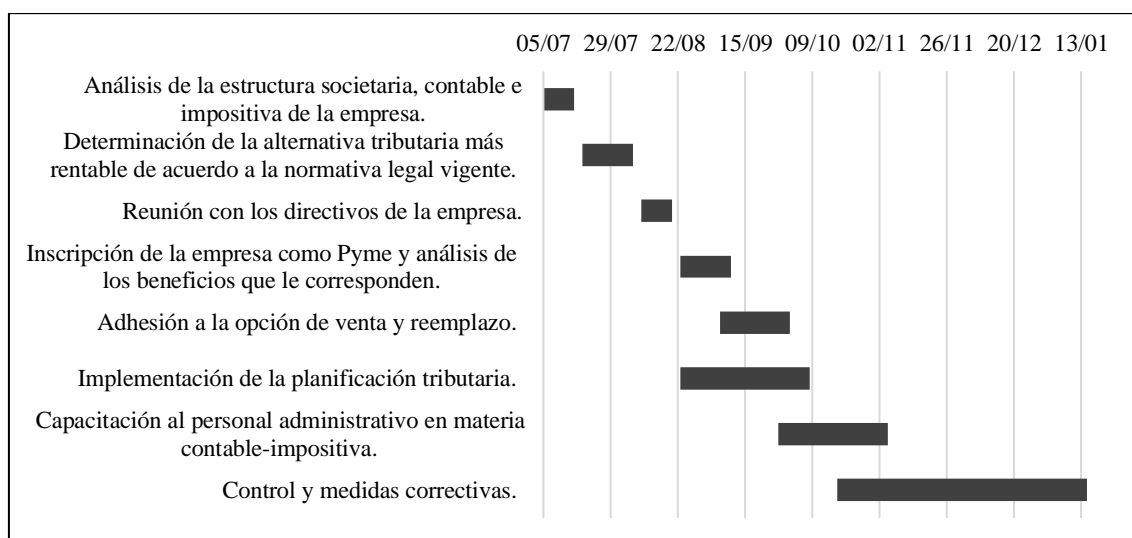 05/07 29/07 22/08 15/09 09/10 02/11 26/11 20/12 13/01
Análisis de la estructura societaria, contable e
impositiva de la empresa.
Determinación de la alternativa tributaria más
rentable de acuerdo a la normativa legal vigente.
Reunión con los directivos de la empresa.
Inscripción de la empresa como Pyme y análisis de
los beneficios que le corresponden.
Adhesión a la opción de venta y reemplazo.
Implementación de la planificación tributaria.
Capacitación al personal administrativo en materia
contable-impositiva.
Control y medidas correctivas.